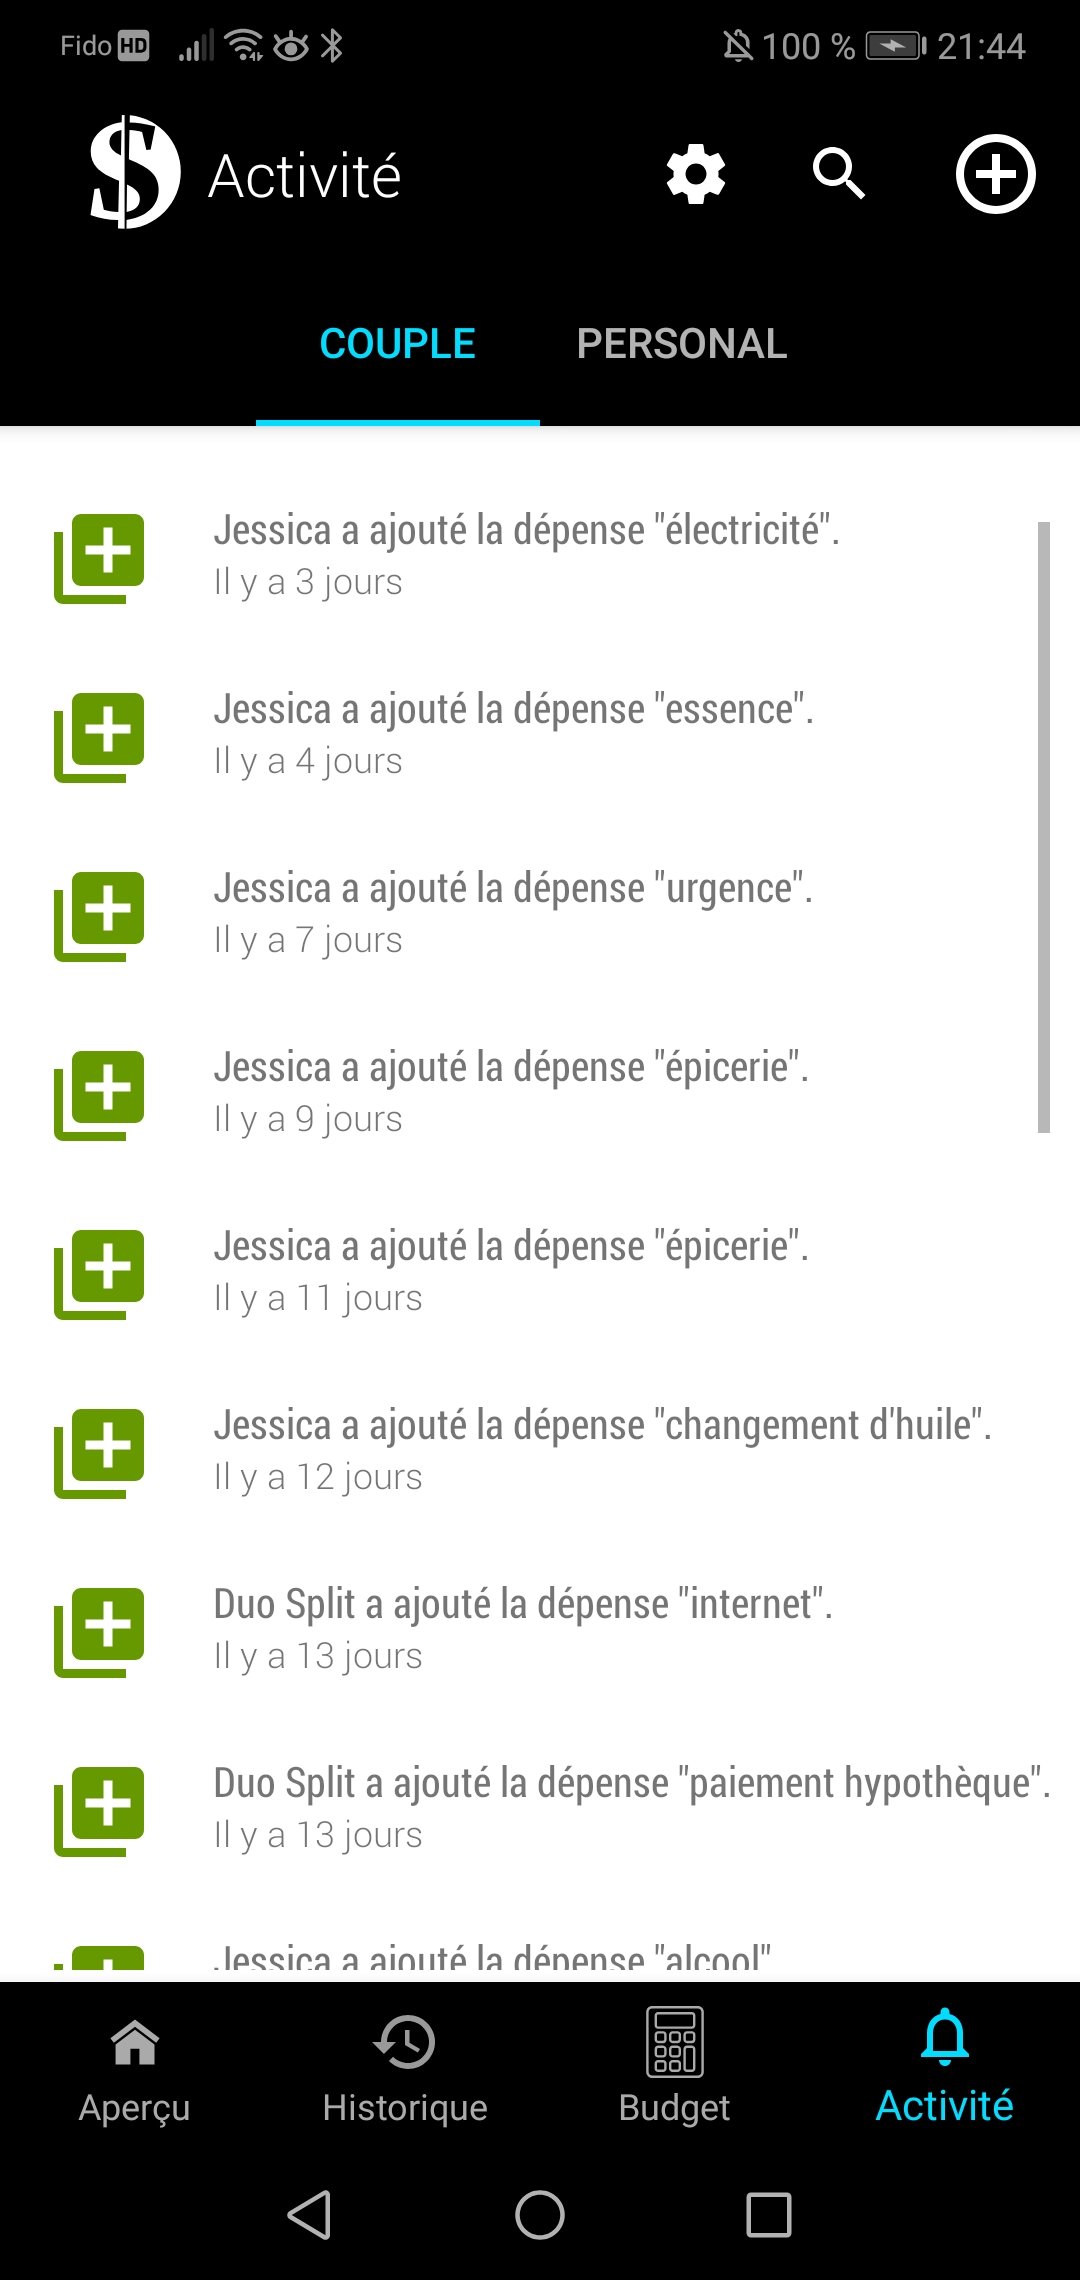 Fido HD 100 % 21:44
Activité
COUPLE PERSONAL
Jessica a ajouté la dépense "électricité".
Il y a 3 jours
Jessica a ajouté la dépense "essence".
Il y a 4 jours
Jessica a ajouté la dépense "urgence".
Il y a 7 jours
Jessica a ajouté la dépense "épicerie".
Il y a 9 jours
Jessica a ajouté la dépense "épicerie".
Il y a 11 jours
Jessica a ajouté la dépense "changement d'huile".
Il y a 12 jours
Duo Split a ajouté la dépense "internet".
Il y a 13 jours
Duo Split a ajouté la dépense "paiement hypothèque".
Il y a 13 jours
Jessica a ajouté la dépense "alcool"
Aperçu Historique Budget Activité